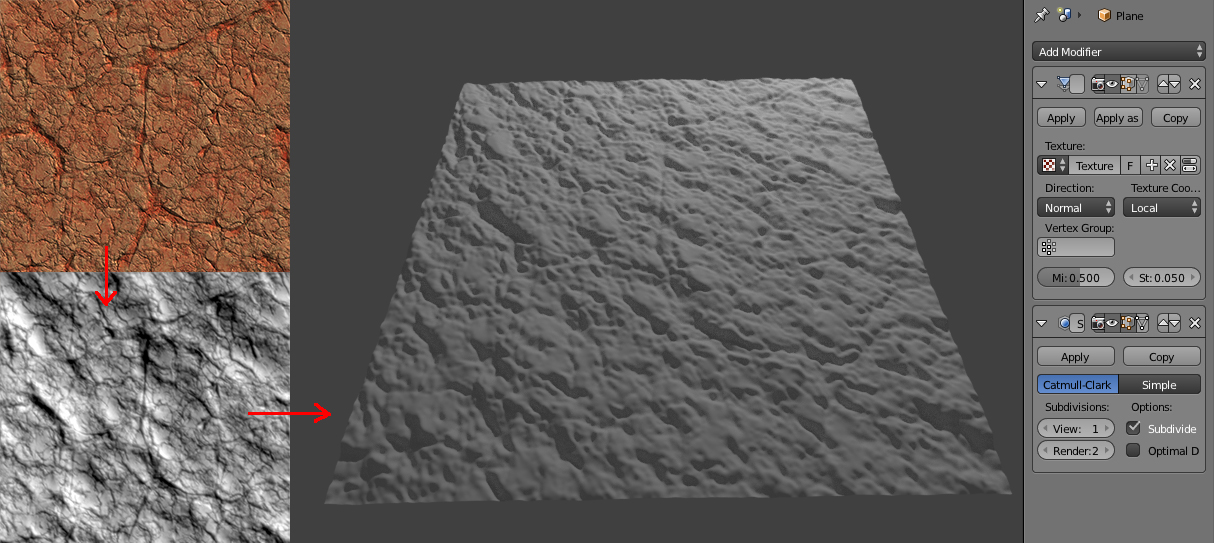 Plane
Add Modifier
Apply Apply as Copy
Texture:
Texture F
Direction: Texture Coo...
Normal Local
Vertex Group:
Mi: 0.500 St: 0.050
S
Apply Copy
Catmull-Clark Simple
Subdivisions: Options:
View: 1 Subdivide
Render: 2 Optimal D